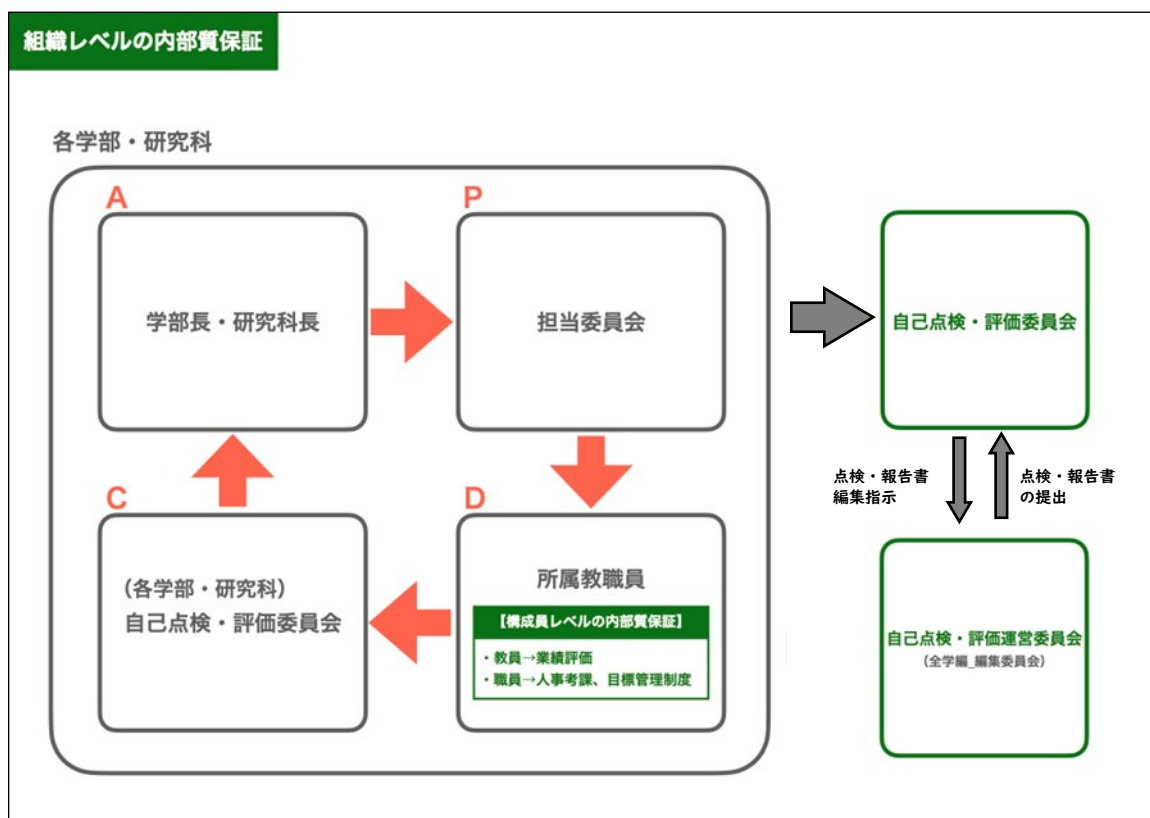 組織レベルの内部質保証
各学部・研究科
A
学部長・研究科長
P
担当委員会
C
(各学部・研究科)
自己点検・評価委員会
D
所属教職員
【構成員レベルの内部質保証】
・教員→業績評価
・職員→人事考課、目標管理制度
自己点検・評価委員会
点検・報告書
編集指示
点検・報告書
の提出
自己点検・評価運営委員会
(全学編_編集委員会)